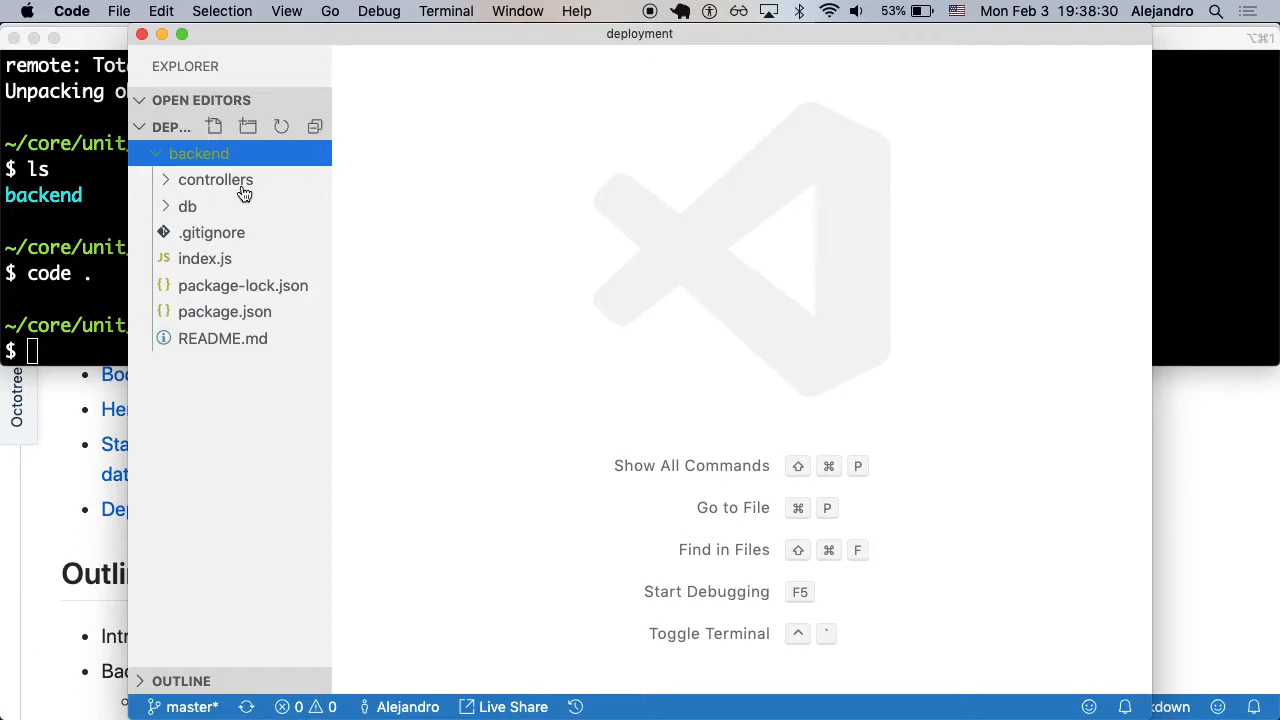 Code File Edit Selection View Go Debug Terminal Window Help 53% Mon Feb 3 19:38:30 Alejandro
deployment
⌥⌘1
remote: Tot
Unpacking o
~/core/unit/
$ ls
backend
~/core/unit/
$ code .
~/core/unit/
$
EXPLORER
OPEN EDITORS
DEP...
backend
controllers
db
.gitignore
JS index.js
{} package-lock.json
{} package.json
README.md
OUTLINE
Octotree
Boo
Her
Sta
dat
Dep
Outlin
Intr
Bac
Show All Commands ⇧ ⌘ P
Go to File ⌘ P
Find in Files ⇧ ⌘ F
Start Debugging F5
Toggle Terminal ^ `
master* 0 0 Alejandro Live Share kdown